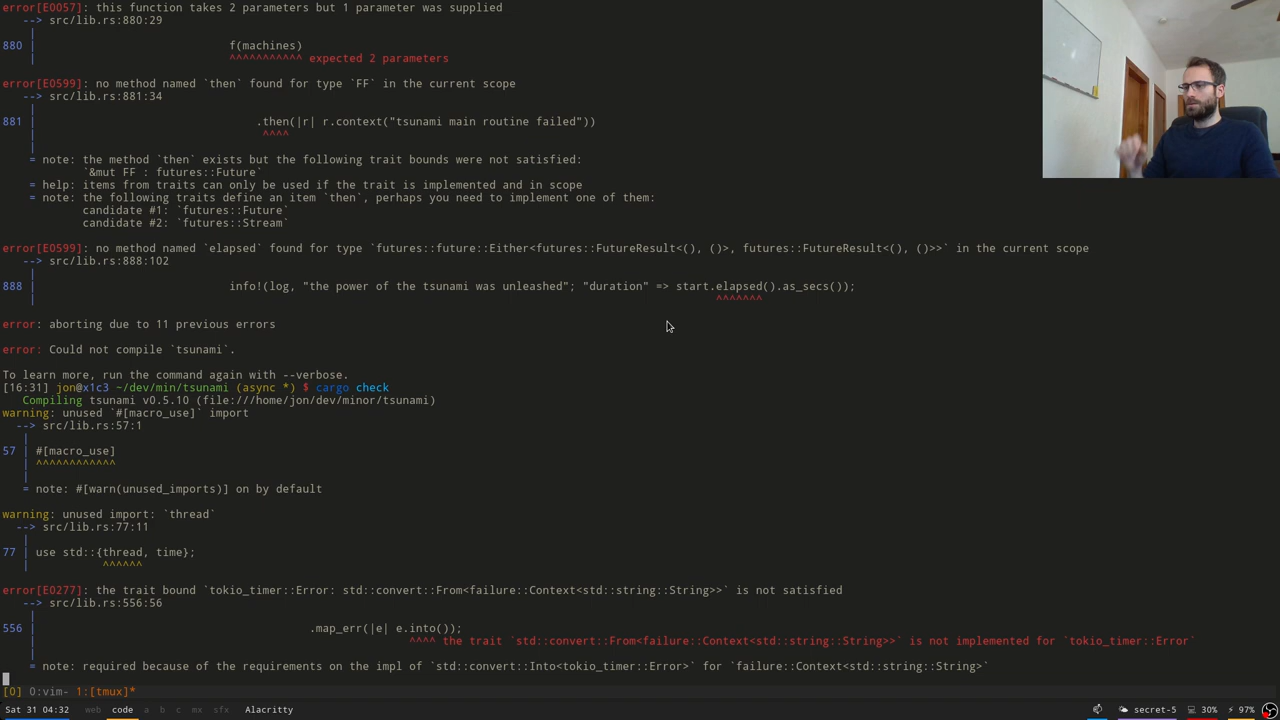 error[E0057]: this function takes 2 parameters but 1 parameter was supplied
--> src/lib.rs:880:29
|
880 | f(machines)
| ^^^^^^^^^^^ expected 2 parameters
error[E0599]: no method named `then` found for type `FF` in the current scope
--> src/lib.rs:881:34
|
881 | .then(|r| r.context("tsunami main routine failed"))
| ^^^^
|
= note: the method `then` exists but the following trait bounds were not satisfied:
`&mut FF : futures::Future`
= help: items from traits can only be used if the trait is implemented and in scope
= note: the following traits define an item `then`, perhaps you need to implement one of them:
candidate #1: `futures::Future`
candidate #2: `futures::Stream`
error[E0599]: no method named `elapsed` found for type `futures::future::Either<futures::FutureResult<(), ()>, futures::FutureResult<(), ()>>` in the current scope
--> src/lib.rs:888:102
|
888 | info!(log, "the power of the tsunami was unleashed"; "duration" => start.elapsed().as_secs());
| ^^^^^^^
error: aborting due to 11 previous errors
error: Could not compile `tsunami`.
To learn more, run the command again with --verbose.
[16:31] jon@x1c3 ~/dev/min/tsunami (async *) $ cargo check
Compiling tsunami v0.5.10 (file:///home/jon/dev/minor/tsunami)
warning: unused `#[macro_use]` import
--> src/lib.rs:57:1
|
57 | #[macro_use]
| ^^^^^^^^^^^^
|
= note: #[warn(unused_imports)] on by default
warning: unused import: `thread`
--> src/lib.rs:77:11
|
77 | use std::{thread, time};
| ^^^^^^
error[E0277]: the trait bound `tokio_timer::Error: std::convert::From<failure::Context<std::string::String>>` is not satisfied
--> src/lib.rs:556:56
|
556 | .map_err(|e| e.into());
| ^^^^ the trait `std::convert::From<failure::Context<std::string::String>>` is not implemented for `tokio_timer::Error`
|
= note: required because of the requirements on the impl of `std::convert::Into<tokio_timer::Error>` for `failure::Context<std::string::String>`
[0] 0:vim- 1:[tmux]*
Sat 31 04:32 web code a b c mx sfx Alacritty secret-5 30% 97%